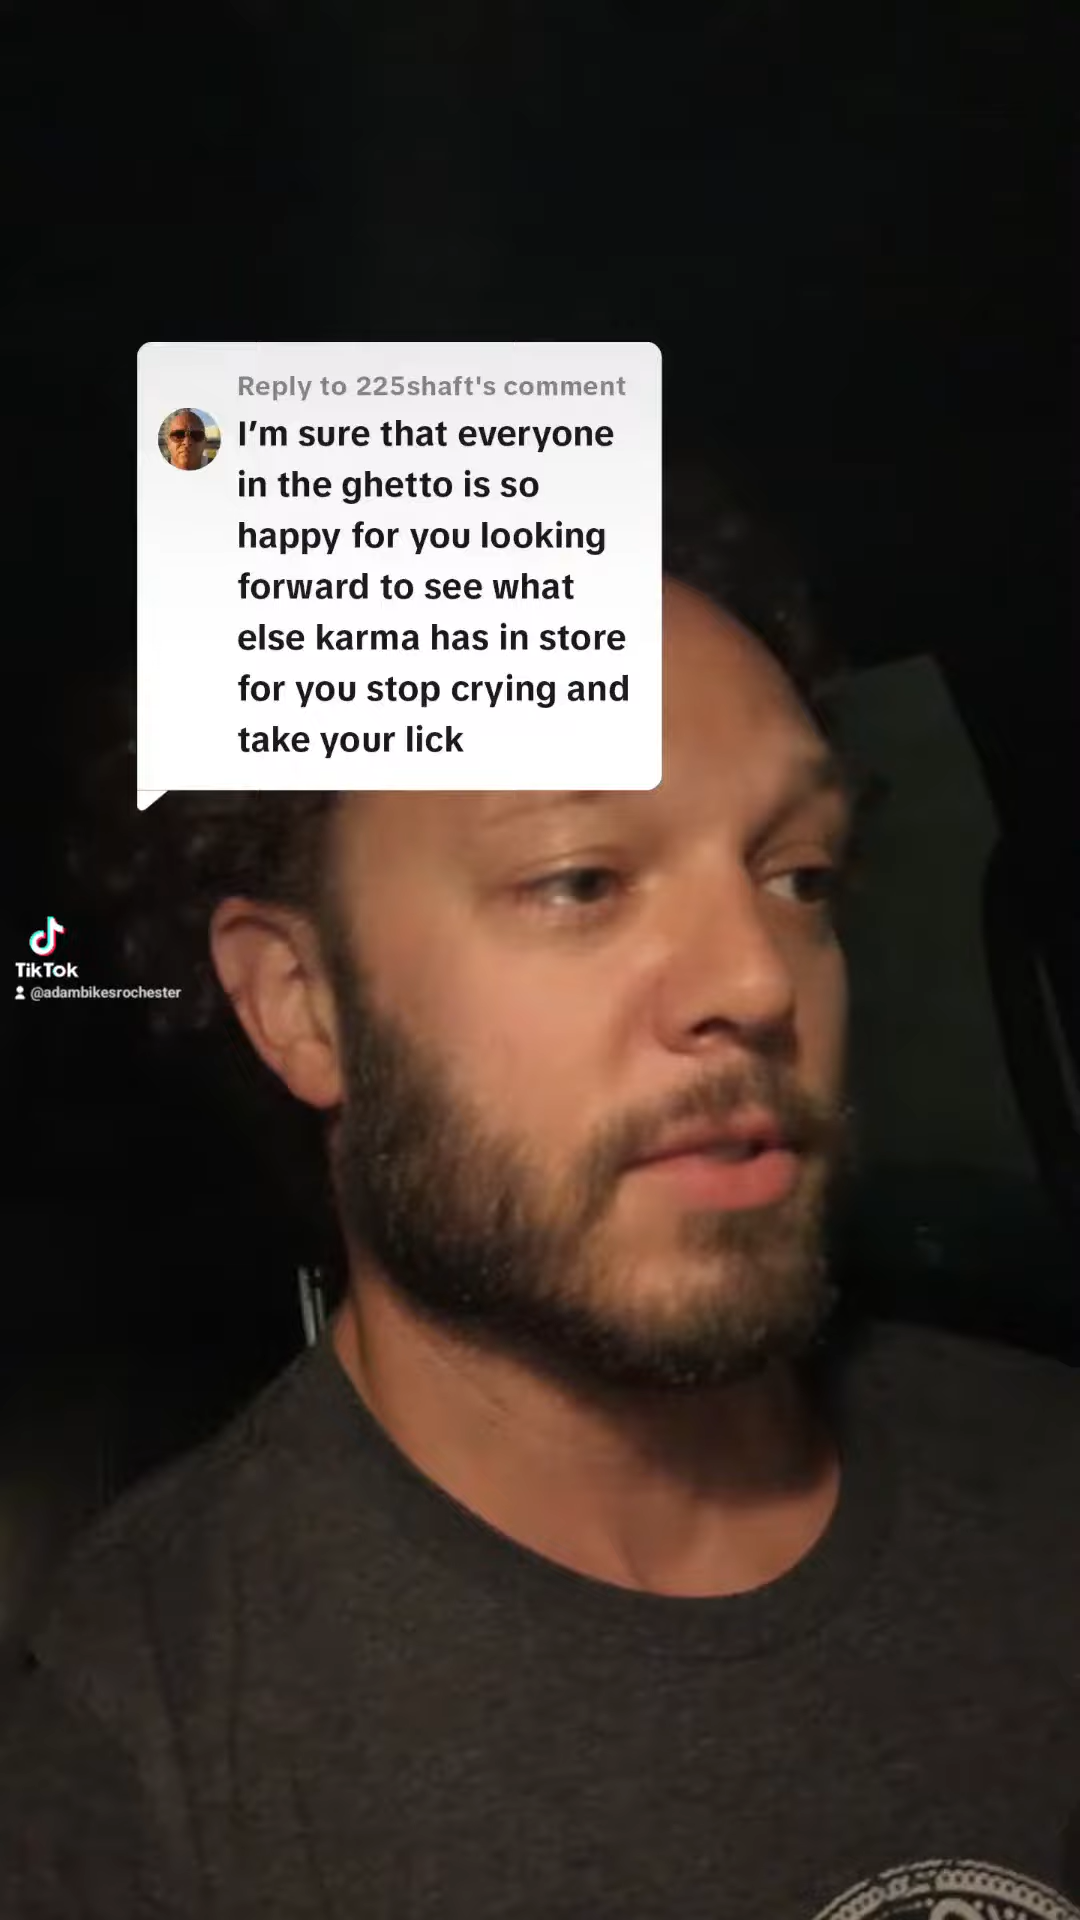 Reply to 225shaft's comment
I’m sure that everyone
in the ghetto is so
happy for you looking
forward to see what
else karma has in store
for you stop crying and
take your lick
TikTok
@adambikesrochester